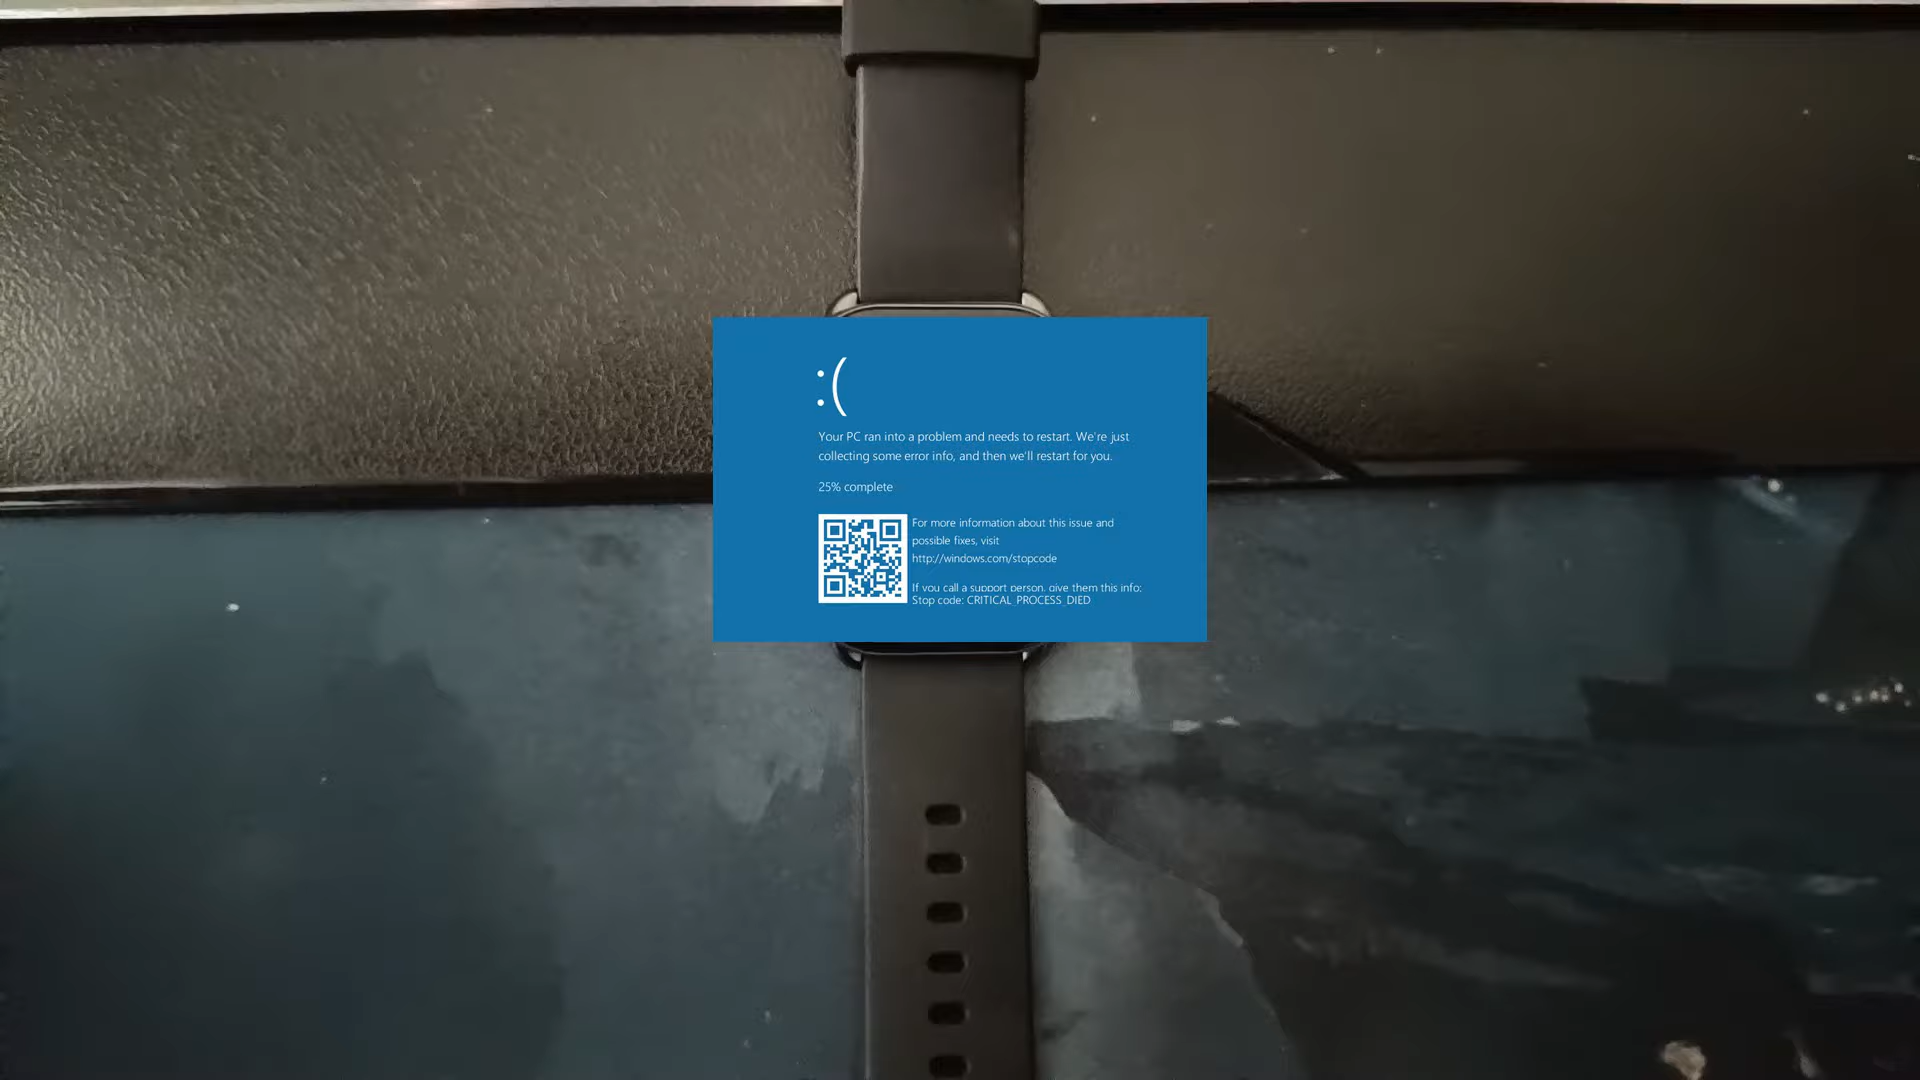 :(
Your PC ran into a problem and needs to restart. We're just
collecting some error info, and then we'll restart for you.
25% complete
For more information about this issue and
possible fixes, visit
http://windows.com/stopcode
If you call a support person, give them this info:
Stop code: CRITICAL_PROCESS_DIED